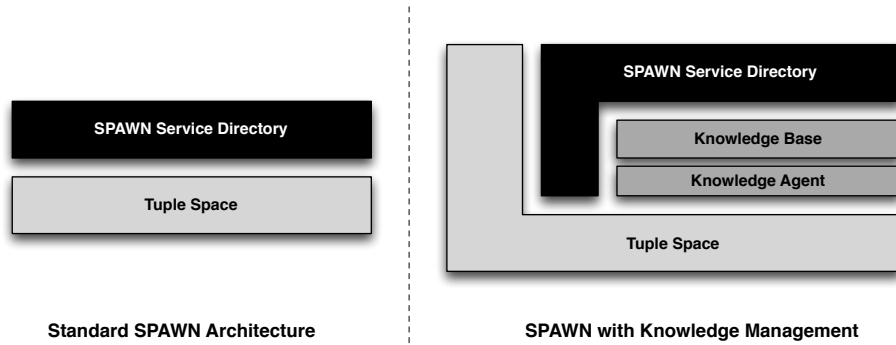 SPAWN Service Directory
Tuple Space
Standard SPAWN Architecture
SPAWN Service Directory
Knowledge Base
Knowledge Agent
Tuple Space
SPAWN with Knowledge Management